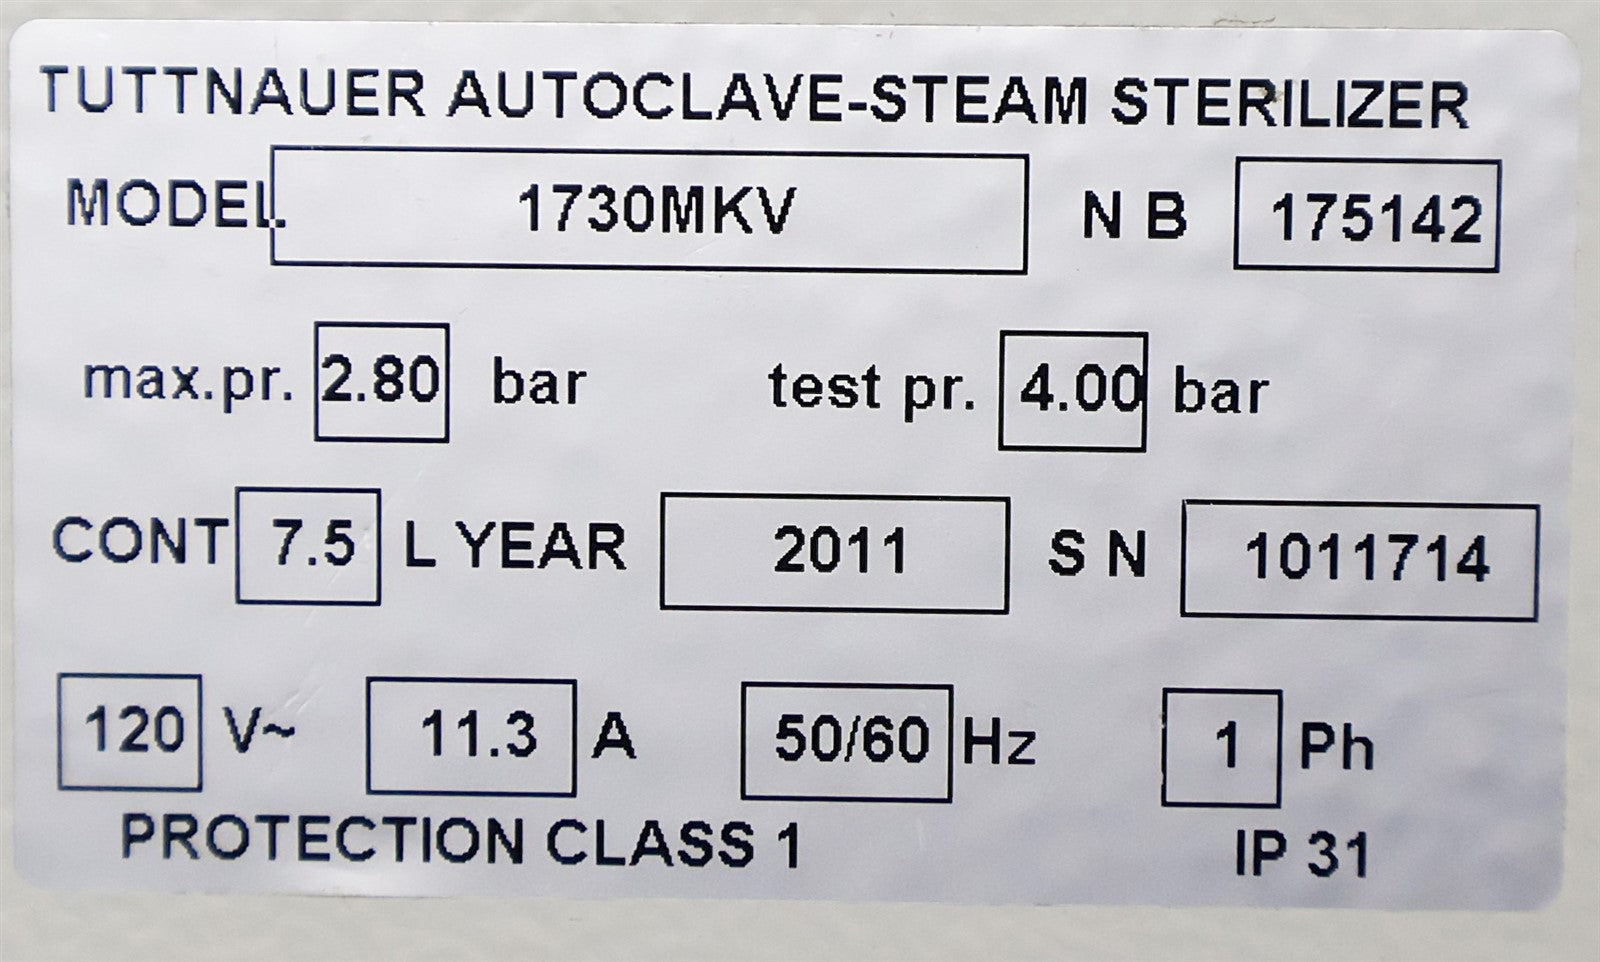 TUTTNAUER AUTOCLAVE-STEAM STERILIZER
MODEL. 1730MKV N B 175142
max.pr. 2.80 bar test pr. 4.00 bar
CONT 7.5 L YEAR 2011 S N 1011714
120 V~ 11.3 A 50/60 Hz 1 Ph
PROTECTION CLASS 1 IP 31